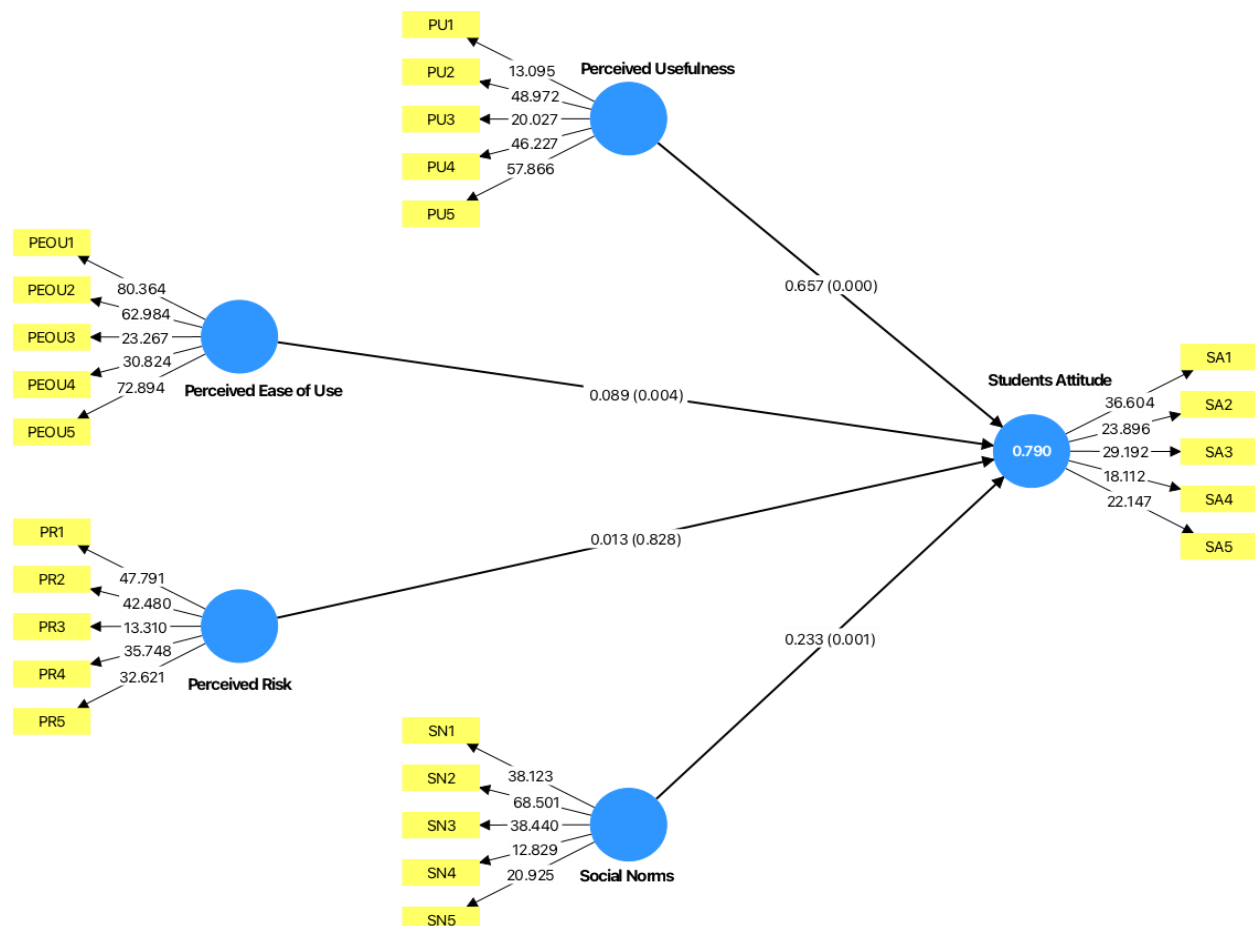 PU1
PU2
PU3
PU4
PU5
13.095
48.972
20.027
46.227
57.866
Perceived Usefulness
0.657 (0.000)
PEOU1
PEOU2
PEOU3
PEOU4
PEOU5
80.364
62.984
23.267
30.824
72.894
Perceived Ease of Use
0.089 (0.004)
Students Attitude
0.790
36.604
23.896
29.192
18.112
22.147
SA1
SA2
SA3
SA4
SA5
PR1
PR2
PR3
PR4
PR5
47.791
42.480
13.310
35.748
32.621
Perceived Risk
0.013 (0.828)
0.233 (0.001)
SN1
SN2
SN3
SN4
SN5
38.123
68.501
38.440
12.829
20.925
Social Norms